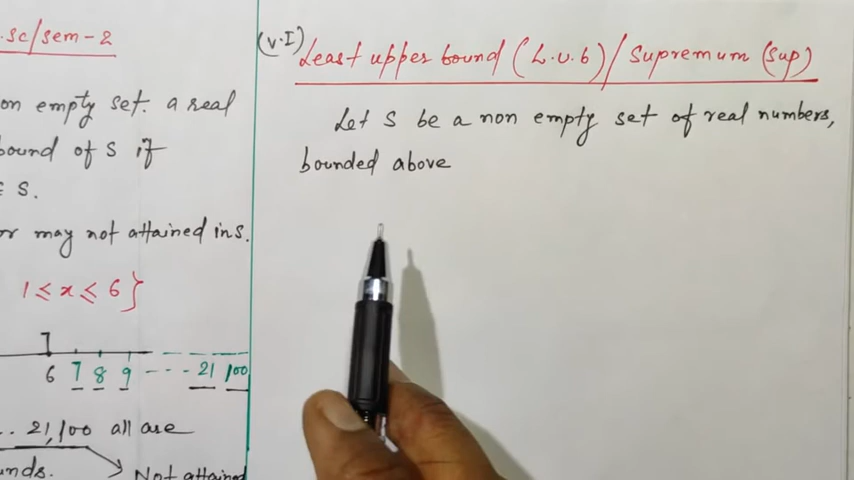 .sc/sem-2
on empty set. a real
bound of S if
∈ S.
or may not attained in s.
1 ≤ x ≤ 6}
]
6 7 8 9 --- 21 100
.. 21,100 all are
unds. Not attained
(V.I) Least upper bound (L.u.b)/Supremum (Sup)
Let S be a non empty set of real numbers,
bounded above